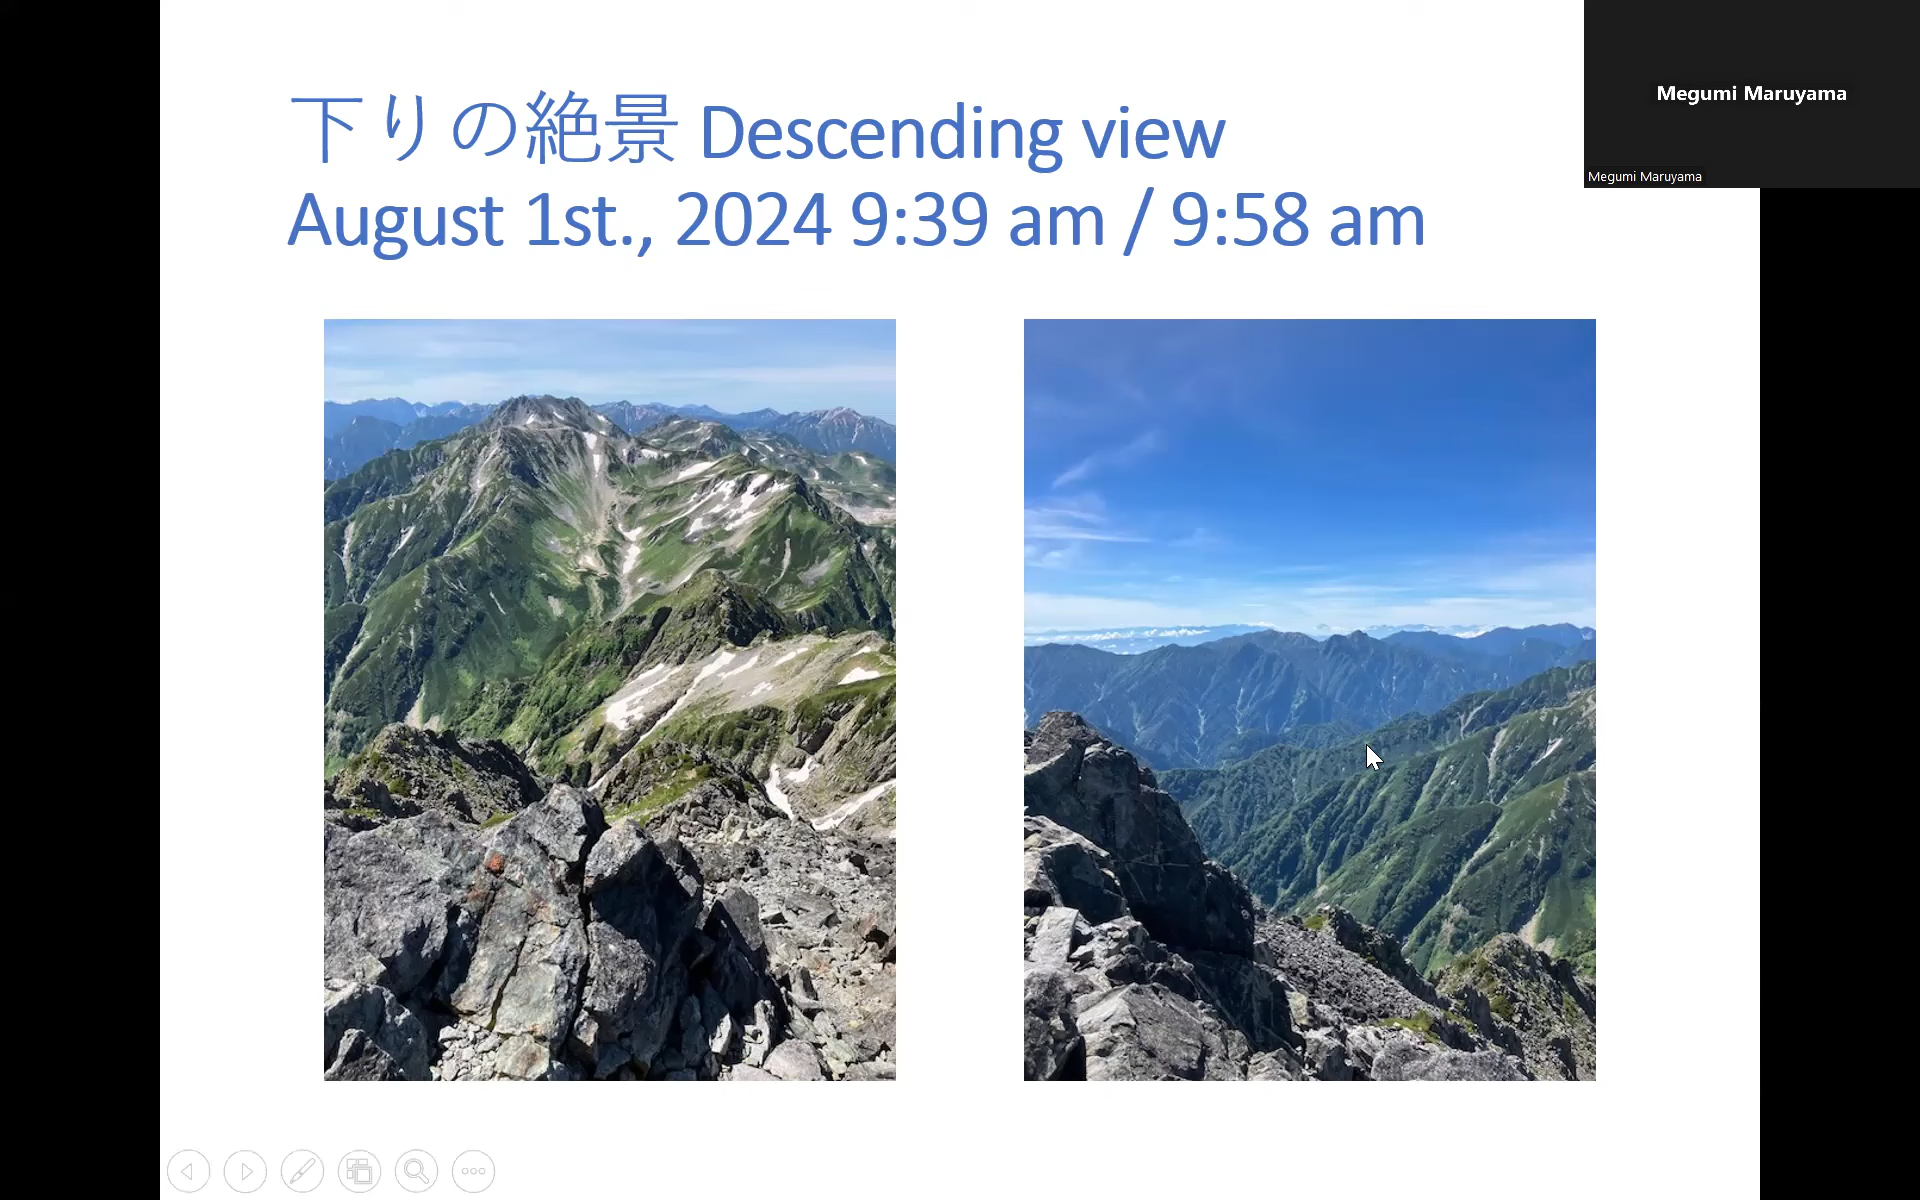 下りの絶景 Descending view
August 1st., 2024 9:39 am / 9:58 am
Megumi Maruyama
Megumi Maruyama